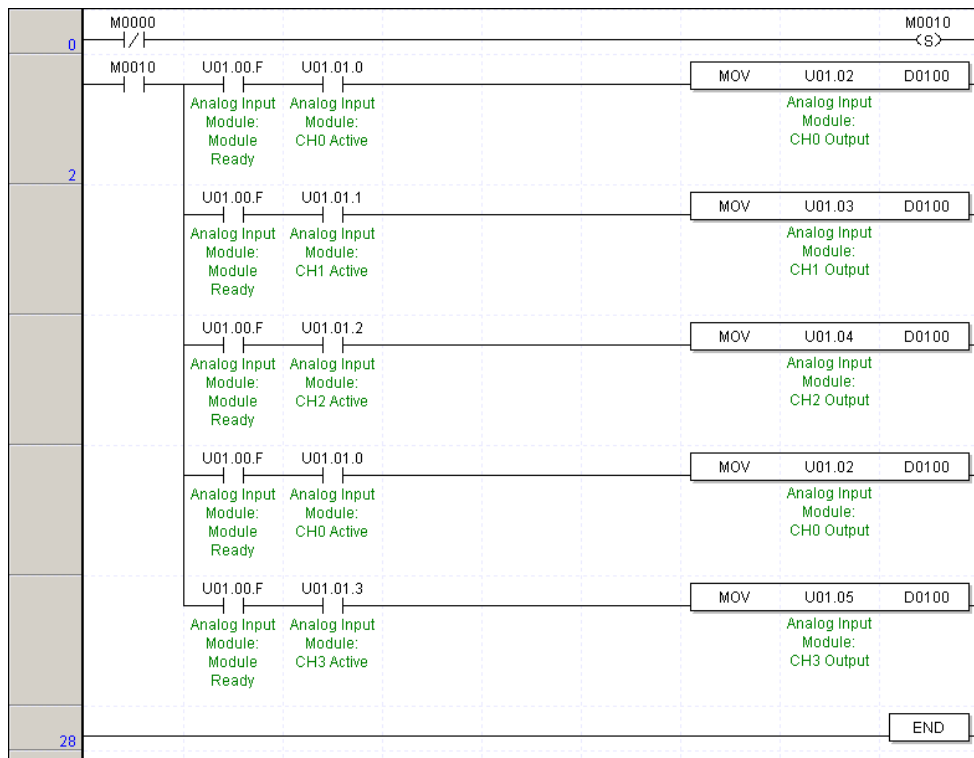 M0000 M0010
0 S
M0010 U01.00.F U01.01.0 MOV U01.02 D0100
Analog Input Analog Input Analog Input
Module: Module: Module:
Module CH0 Active CH0 Output
Ready
2
U01.00.F U01.01.1 MOV U01.03 D0100
Analog Input Analog Input Analog Input
Module: Module: Module:
Module CH1 Active CH1 Output
Ready
U01.00.F U01.01.2 MOV U01.04 D0100
Analog Input Analog Input Analog Input
Module: Module: Module:
Module CH2 Active CH2 Output
Ready
U01.00.F U01.01.0 MOV U01.02 D0100
Analog Input Analog Input Analog Input
Module: Module: Module:
Module CH0 Active CH0 Output
Ready
U01.00.F U01.01.3 MOV U01.05 D0100
Analog Input Analog Input Analog Input
Module: Module: Module:
Module CH3 Active CH3 Output
Ready
28 END